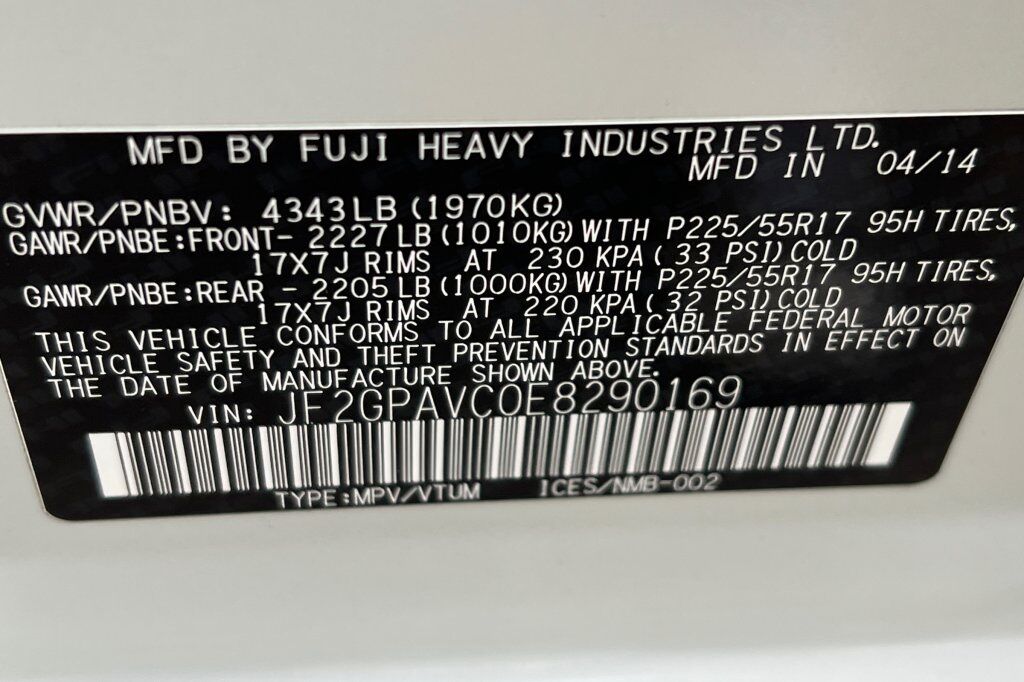 MFD BY FUJI HEAVY INDUSTRIES LTD.
MFD IN 04/14
GVWR/PNBV: 4343LB (1970KG)
GAWR/PNBE:FRONT- 2227LB (1010KG) WITH P225/55R17 95H TIRES,
17X7J RIMS AT 230 KPA ( 33 PSI) COLD
GAWR/PNBE:REAR - 2205LB (1000KG) WITH P225/55R17 95H TIRES,
17X7J RIMS AT 220 KPA ( 32 PSI) COLD
THIS VEHICLE CONFORMS TO ALL APPLICABLE FEDERAL MOTOR
VEHICLE SAFETY AND THEFT PREVENTION STANDARDS IN EFFECT ON
THE DATE OF MANUFACTURE SHOWN ABOVE.
VIN: JF2GPAVC0E8290169
TYPE:MPV/VTUM ICES/NMB-002